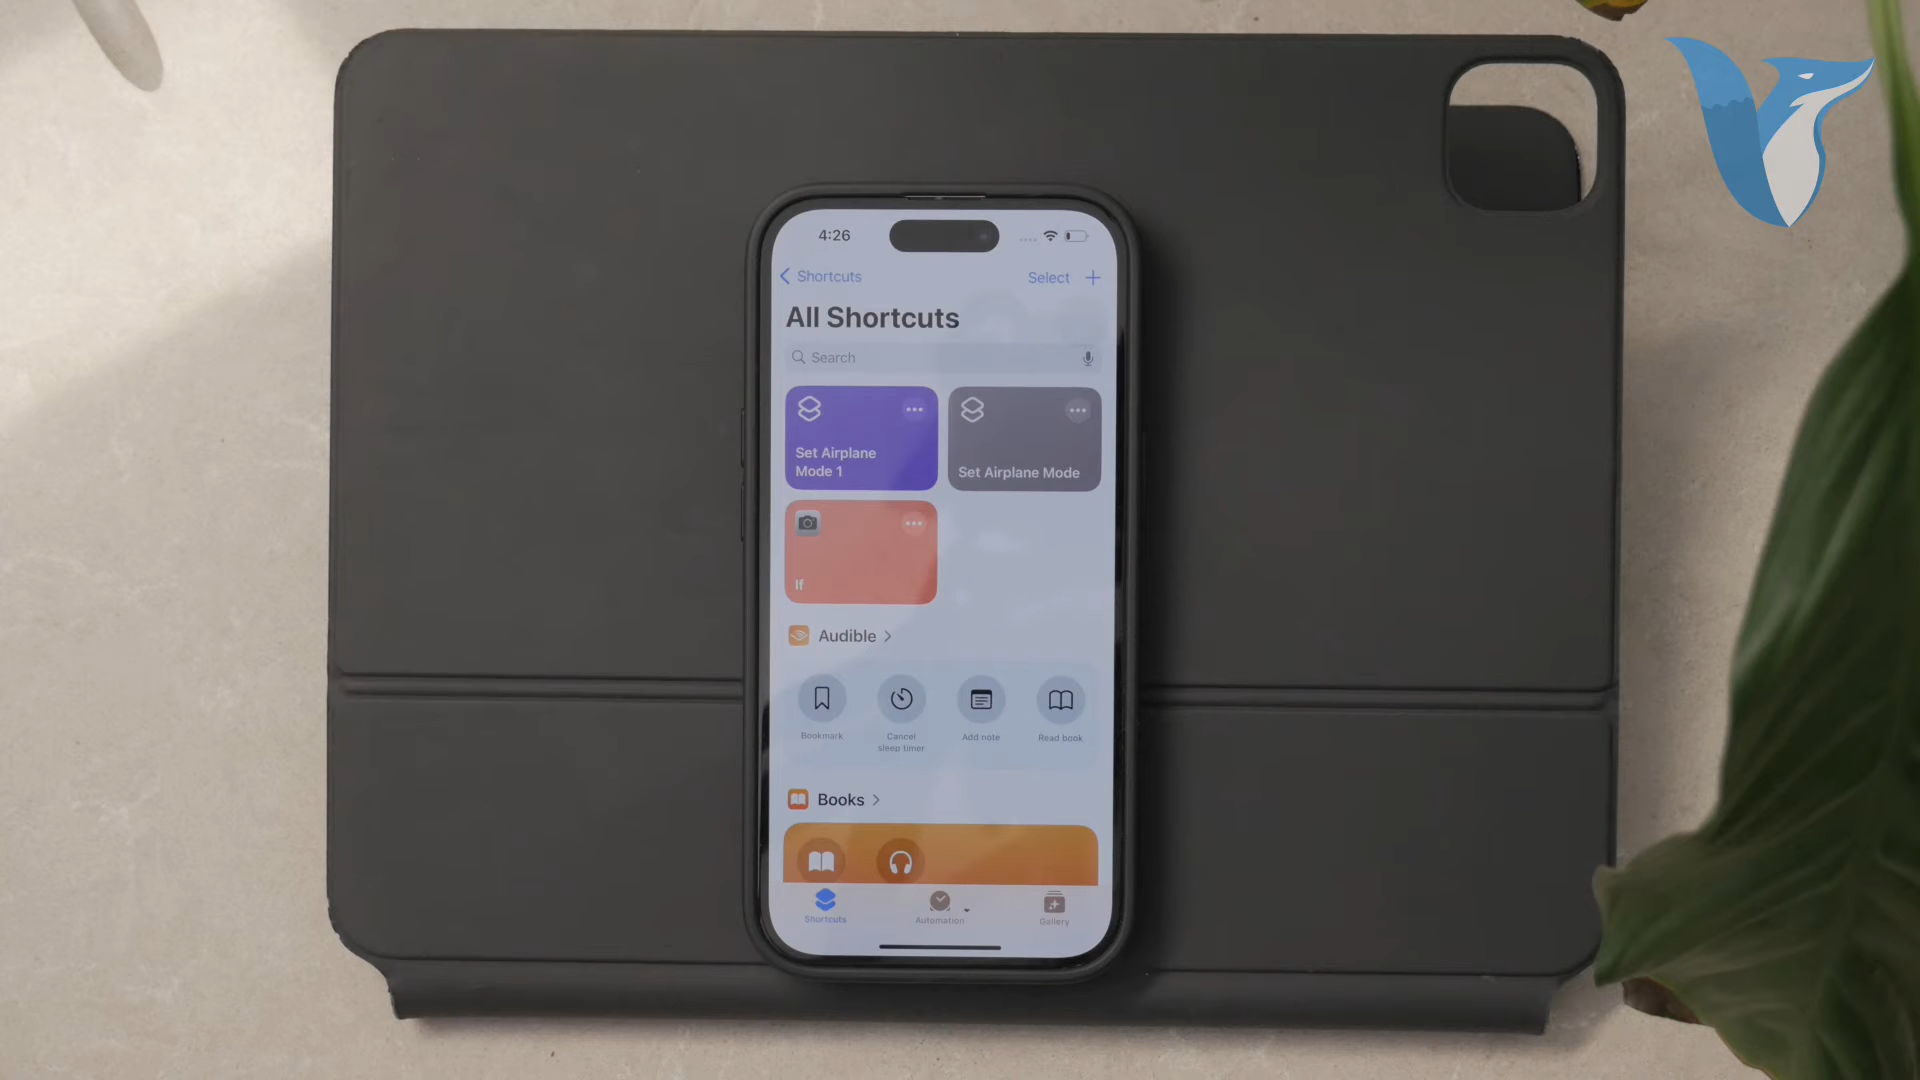 4:26
Shortcuts
Select
All Shortcuts
Search
Set Airplane
Mode 1
Set Airplane Mode
If
Audible
Bookmark
Cancel
sleep timer
Add note
Read book
Books
Shortcuts
Automation
Gallery